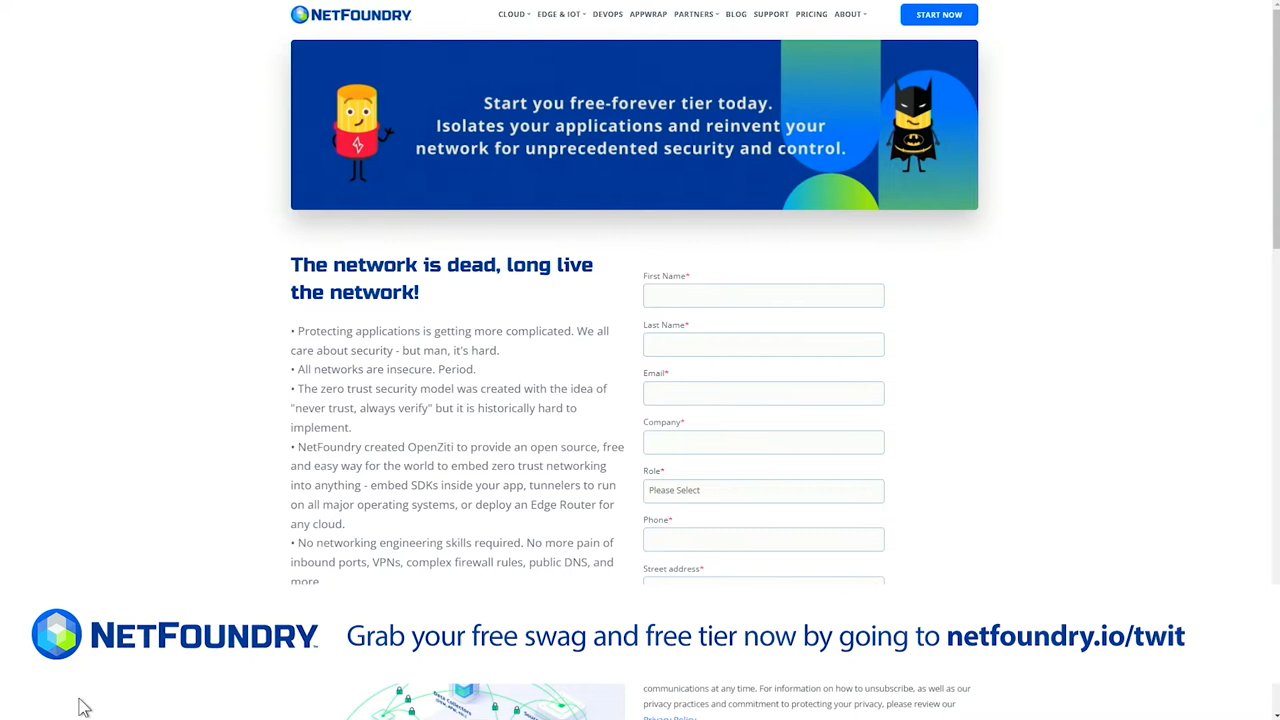 NETFOUNDRY
CLOUD EDGE & IOT DEVOPS APPWRAP PARTNERS BLOG SUPPORT PRICING ABOUT START NOW
Start you free-forever tier today.
Isolates your applications and reinvent your
network for unprecedented security and control.
The network is dead, long live
the network!
• Protecting applications is getting more complicated. We all
care about security - but man, it's hard.
• All networks are insecure. Period.
• The zero trust security model was created with the idea of
"never trust, always verify" but it is historically hard to
implement.
• NetFoundry created OpenZiti to provide an open source, free
and easy way for the world to embed zero trust networking
into anything - embed SDKs inside your app, tunnelers to run
on all major operating systems, or deploy an Edge Router for
any cloud.
• No networking engineering skills required. No more pain of
inbound ports, VPNs, complex firewall rules, public DNS, and
more
First Name*
Last Name*
Email*
Company*
Role*
Please Select
Phone*
Street address*
NETFOUNDRY™ Grab your free swag and free tier now by going to netfoundry.io/twit
Data Collectors
communications at any time. For information on how to unsubscribe, as well as our
privacy practices and commitment to protecting your privacy, please review our
Privacy Policy